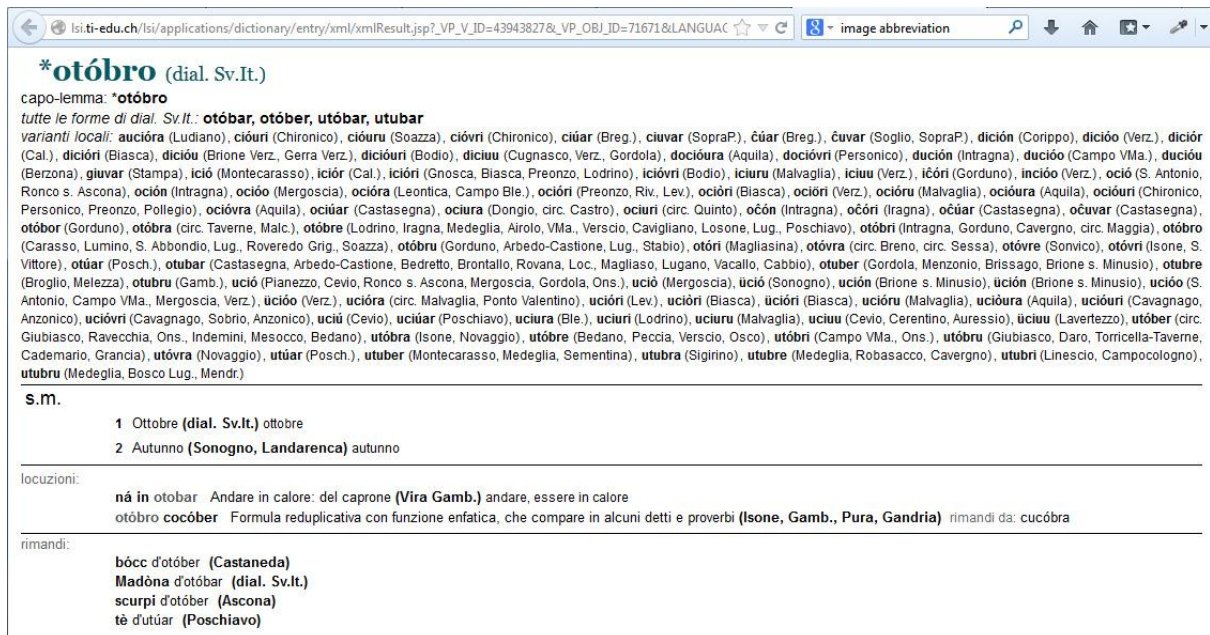 lsi.ti-edu.ch/lsi/applications/dictionary/entry/xml/xmlResult.jsp?_VP_V_ID=43943827&_VP_OBJ_ID=71671&LANGUAC image abbreviation
*otóbro (dial. Sv.It.)
capo-lemma: *otóbro
tutte le forme di dial. Sv.It.: otóbar, otóber, utóbar, utubar
varianti locali: aucióra (Ludiano), cióuri (Chironico), cióuru (Soazza), cióvri (Chironico), ciúar (Breg.), ciuvar (SopraP.), ĉúar (Breg.), ĉuvar (Soglio, SopraP.), dición (Corippo), dicióo (Verz.), diciór
(Cal.), dicióri (Biasca), dicióu (Brione Verz., Gerra Verz.), dicióuri (Bodio), diciuu (Cugnasco, Verz., Gordola), docióura (Aquila), docióvri (Personico), dución (Intragna), ducióo (Campo VMa.), ducióu
(Berzona), giuvar (Stampa), ició (Montecarasso), iciór (Cal.), icióri (Gnosca, Biasca, Preonzo, Lodrino), icióvri (Bodio), iciuru (Malvaglia), iciuu (Verz.), iĉóri (Gorduno), incióo (Verz.), oció (S. Antonio,
Ronco s. Ascona), oción (Intragna), ocióo (Mergoscia), ocióra (Leontica, Campo Ble.), ocióri (Preonzo, Riv., Lev.), ociòri (Biasca), ociöri (Verz.), ocióru (Malvaglia), ocióura (Aquila), ocióuri (Chironico,
Personico, Preonzo, Pollegio), ocióvra (Aquila), ociúar (Castasegna), ociura (Dongio, circ. Castro), ociuri (circ. Quinto), oĉón (Intragna), oĉóri (Iragna), oĉúar (Castasegna), oĉuvar (Castasegna),
otóbor (Gorduno), otóbra (circ. Taverne, Malc.), otóbre (Lodrino, Iragna, Medeglia, Airolo, VMa., Verscio, Cavigliano, Losone, Lug., Poschiavo), otóbri (Intragna, Gorduno, Cavergno, circ. Maggia), otóbro
(Carasso, Lumino, S. Abbondio, Lug., Roveredo Grig., Soazza), otóbru (Gorduno, Arbedo-Castione, Lug., Stabio), otóri (Magliasina), otóvra (circ. Breno, circ. Sessa), otóvre (Sonvico), otóvri (Isone, S.
Vittore), otúar (Posch.), otubar (Castasegna, Arbedo-Castione, Bedretto, Brontallo, Rovana, Loc., Magliaso, Lugano, Vacallo, Cabbio), otuber (Gordola, Menzonio, Brissago, Brione s. Minusio), otubre
(Broglio, Melezza), otubru (Gamb.), ució (Pianezzo, Cevio, Ronco s. Ascona, Mergoscia, Gordola, Ons.), uciò (Mergoscia), üció (Sonogno), ución (Brione s. Minusio), üción (Brione s. Minusio), ucióo (S.
Antonio, Campo VMa., Mergoscia, Verz.), ücióo (Verz.), ucióra (circ. Malvaglia, Ponto Valentino), ucióri (Lev.), uciòri (Biasca), ücióri (Biasca), ucióru (Malvaglia), uciòura (Aquila), ucióuri (Cavagnago,
Anzonico), ucióvri (Cavagnago, Sobrio, Anzonico), uciú (Cevio), uciúar (Poschiavo), uciura (Ble.), uciuri (Lodrino), uciuru (Malvaglia), uciuu (Cevio, Cerentino, Auressio), üciuu (Lavertezzo), utóber (circ.
Giubiasco, Ravecchia, Ons., Indemini, Mesocco, Bedano), utóbra (Isone, Novaggio), utóbre (Bedano, Peccia, Verscio, Osco), utóbri (Campo VMa., Ons.), utóbru (Giubiasco, Daro, Torricella-Taverne,
Cademario, Grancia), utóvra (Novaggio), utúar (Posch.), utuber (Montecarasso, Medeglia, Sementina), utubra (Sigirino), utubre (Medeglia, Robasacco, Cavergno), utubri (Linescio, Campocologno),
utubru (Medeglia, Bosco Lug., Mendr.)
s.m.
1 Ottobre (dial. Sv.It.) ottobre
2 Autunno (Sonogno, Landarenca) autunno
locuzioni:
ná in otobar Andare in calore: del caprone (Vira Gamb.) andare, essere in calore
otóbro cocóber Formula reduplicativa con funzione enfatica, che compare in alcuni detti e proverbi (Isone, Gamb., Pura, Gandria) rimandi da: cucóbra
rimandi:
bócc d'otóber (Castaneda)
Madòna d'otóbar (dial. Sv.It.)
scurpi d'otóber (Ascona)
tè d'utúar (Poschiavo)